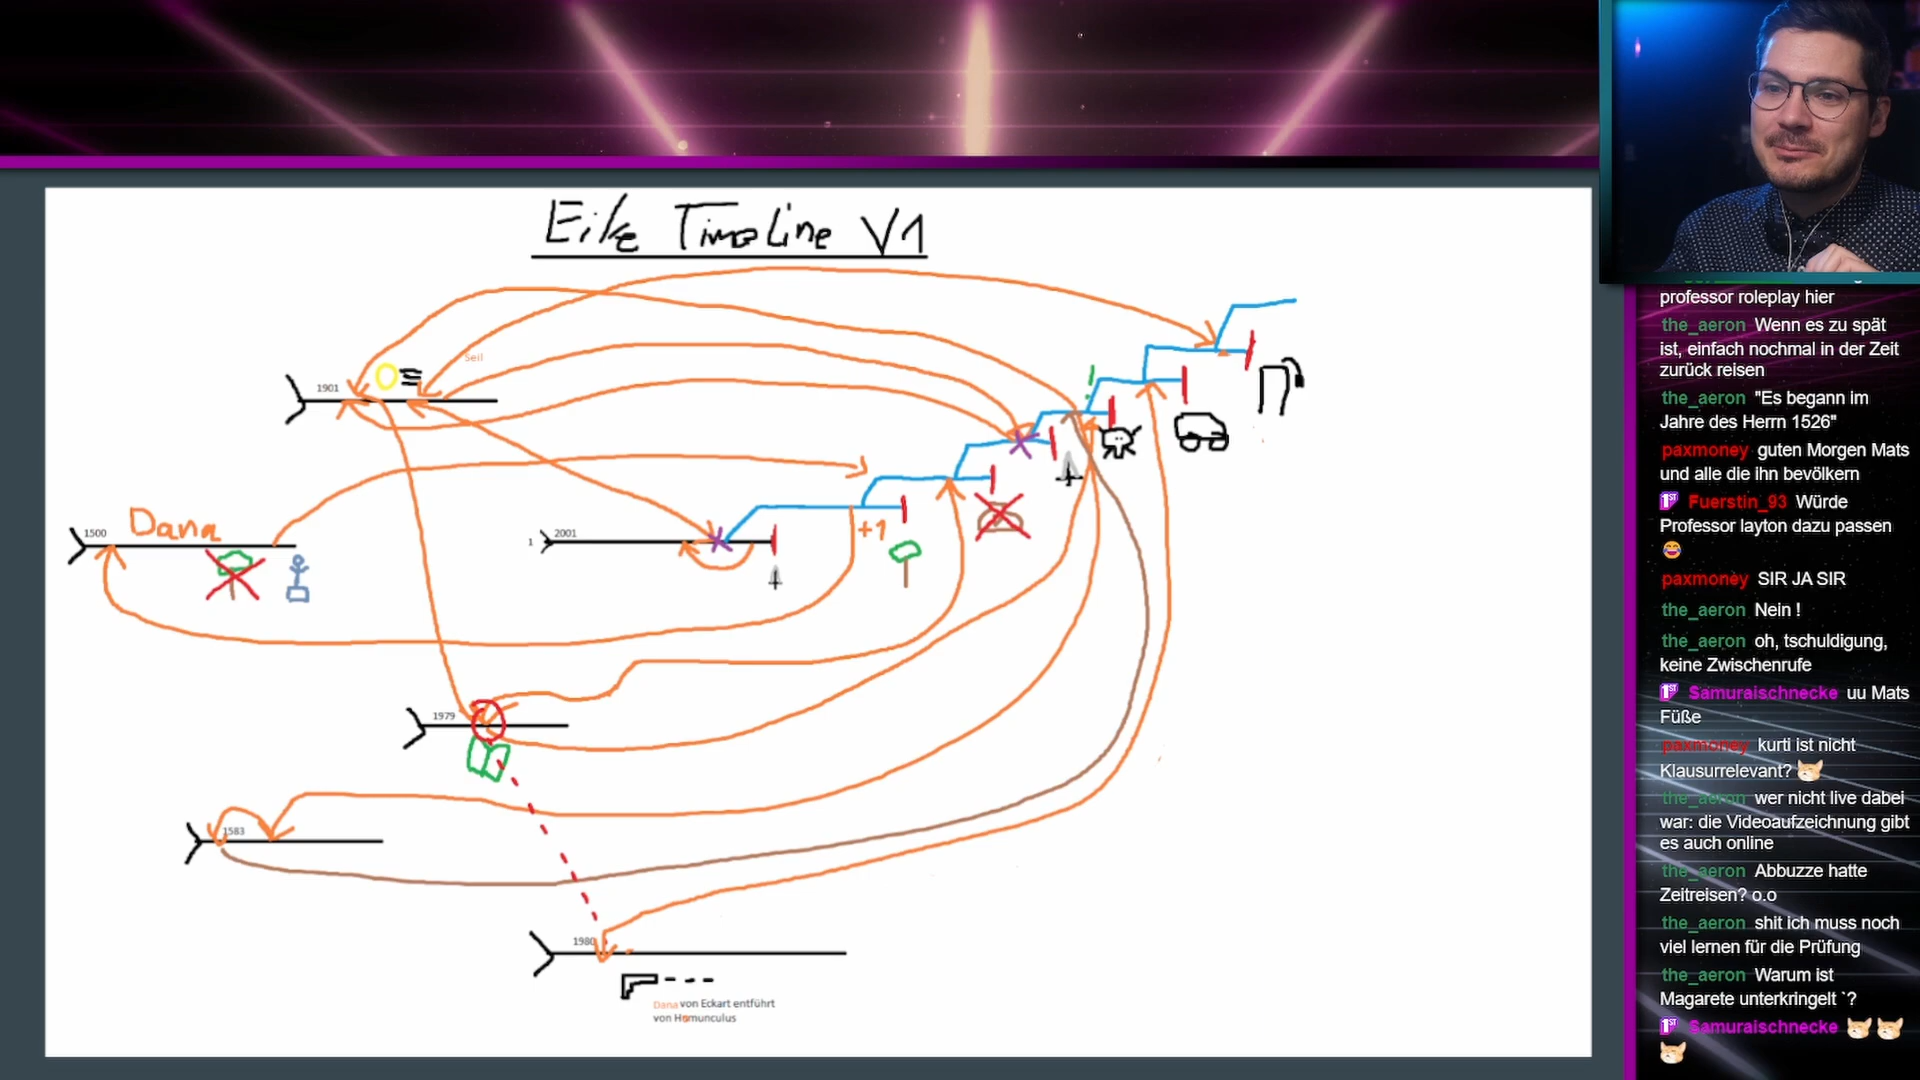 Eike Timeline V1
Seil
1901
Dana
1500
1
2001
+1
!
1979
1583
1980
Dana von Eckart entführt
von Homunculus
professor roleplay hier
the_aeron Wenn es zu spät
ist, einfach nochmal in der Zeit
zurück reisen
the_aeron "Es begann im
Jahre des Herrn 1526"
paxmoney guten Morgen Mats
und alle die ihn bevölkern
1ST Fuerstin_93 Würde
Professor layton dazu passen
😂
paxmoney SIR JA SIR
the_aeron Nein !
the_aeron oh, tschuldigung,
keine Zwischenrufe
1ST Samuraischnecke uu Mats
Füße
paxmoney kurti ist nicht
Klausurrelevant?
the_aeron wer nicht live dabei
war: die Videoaufzeichnung gibt
es auch online
the_aeron Abbuzze hatte
Zeitreisen? o.o
the_aeron shit ich muss noch
viel lernen für die Prüfung
the_aeron Warum ist
Magarete unterkringelt `?
1ST Samuraischnecke